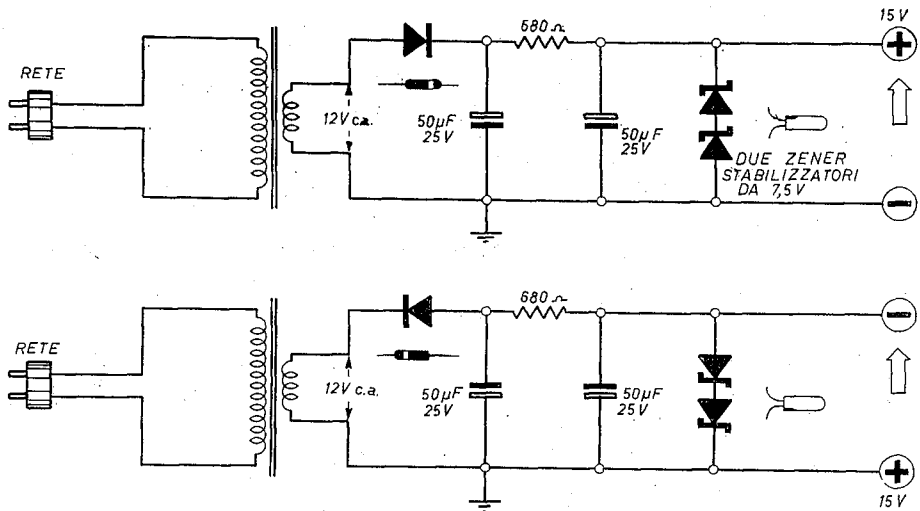 15 V
+
680 Ω
RETE
12V c.a.
50µF
25V
50µF
25V
DUE ZENER
STABILIZZATORI
DA 7,5 V
−
680 Ω
−
RETE
12V c.a.
50µF
25V
50µF
25V
+
15 V